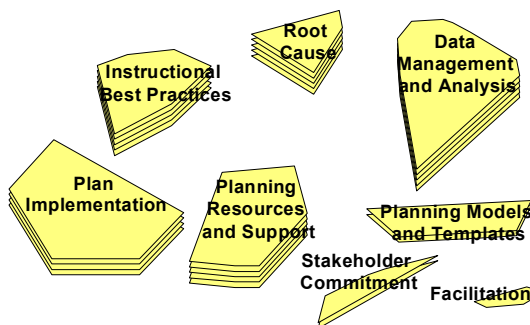 Root
Cause
Instructional
Best Practices
Data
Management
and Analysis
Plan
Implementation
Planning
Resources
and Support
Planning Models
and Templates
Stakeholder
Commitment
Facilitation